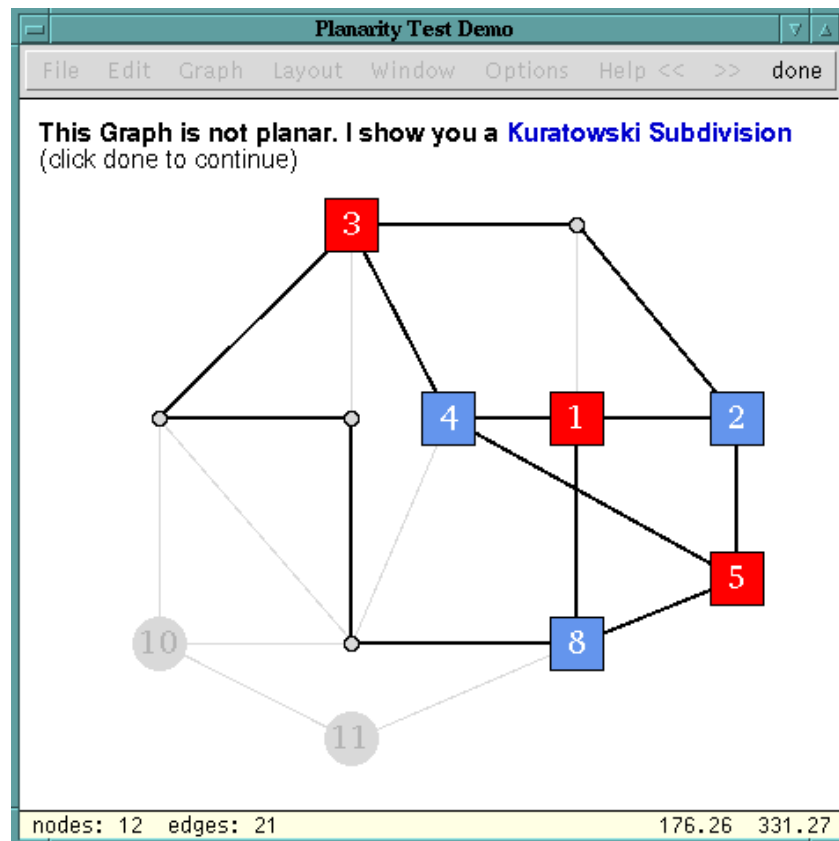 Planarity Test Demo
File Edit Graph Layout Window Options Help << >> done
This Graph is not planar. I show you a Kuratowski Subdivision
(click done to continue)
3
4 1 2
5
10 8
11
nodes: 12 edges: 21 176.26 331.27